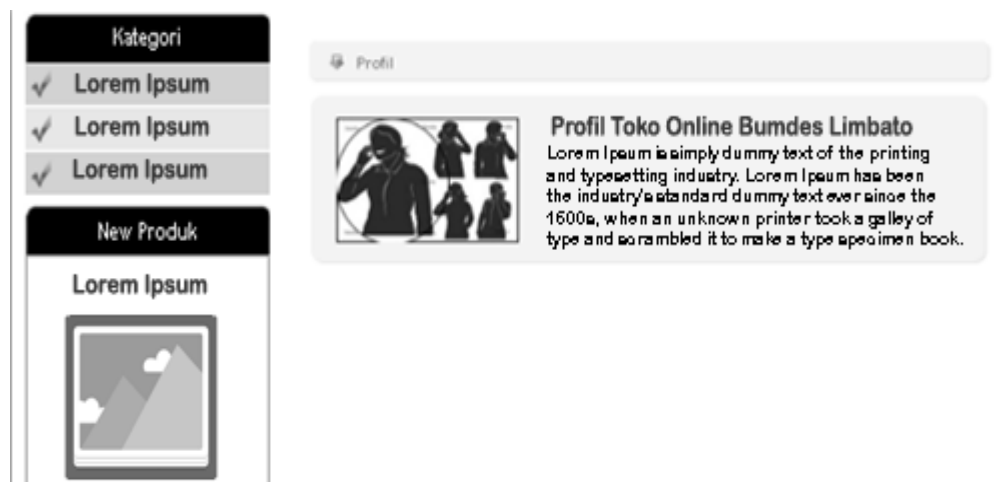 Kategori
Lorem Ipsum
Lorem Ipsum
Lorem Ipsum
New Produk
Lorem Ipsum
Profil
Profil Toko Online Bumdes Limbato
Lorem Ipsum is simply dummy text of the printing
and typesetting industry. Lorem Ipsum has been
the industry's standard dummy text ever since the
1600s, when an unknown printer took a galley of
type and scrambled it to make a type specimen book.